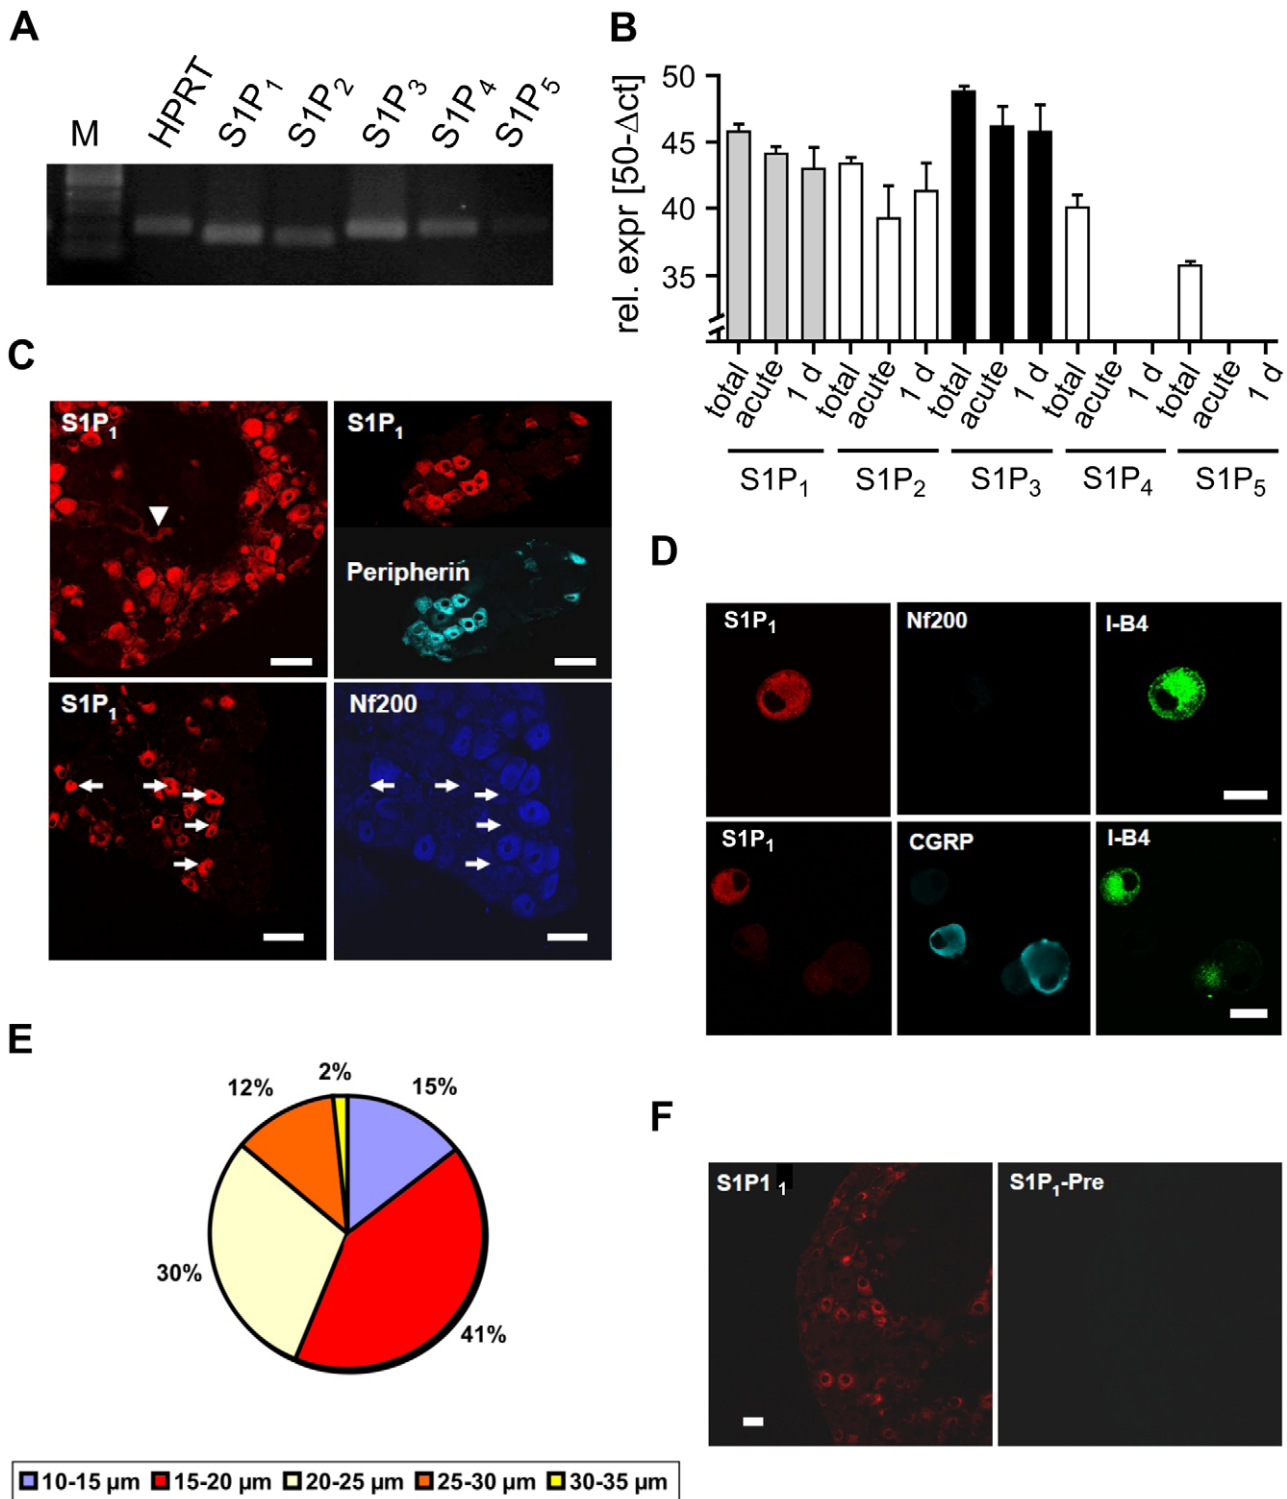 A
M HPRT S1P1 S1P2 S1P3 S1P4 S1P5
B
rel. expr [50-Δct]
50
45
40
35
total acute 1 d total acute 1 d total acute 1 d total acute 1 d total acute 1 d
S1P1 S1P2 S1P3 S1P4 S1P5
C
S1P1
S1P1
Peripherin
S1P1
Nf200
D
S1P1
Nf200
I-B4
S1P1
CGRP
I-B4
E
2%
12%
15%
30%
41%
10-15 µm 15-20 µm 20-25 µm 25-30 µm 30-35 µm
F
S1P1 1
S1P1-Pre